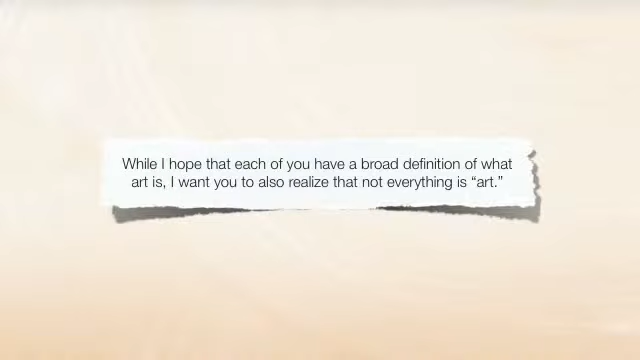 While I hope that each of you have a broad definition of what
art is, I want you to also realize that not everything is “art.”